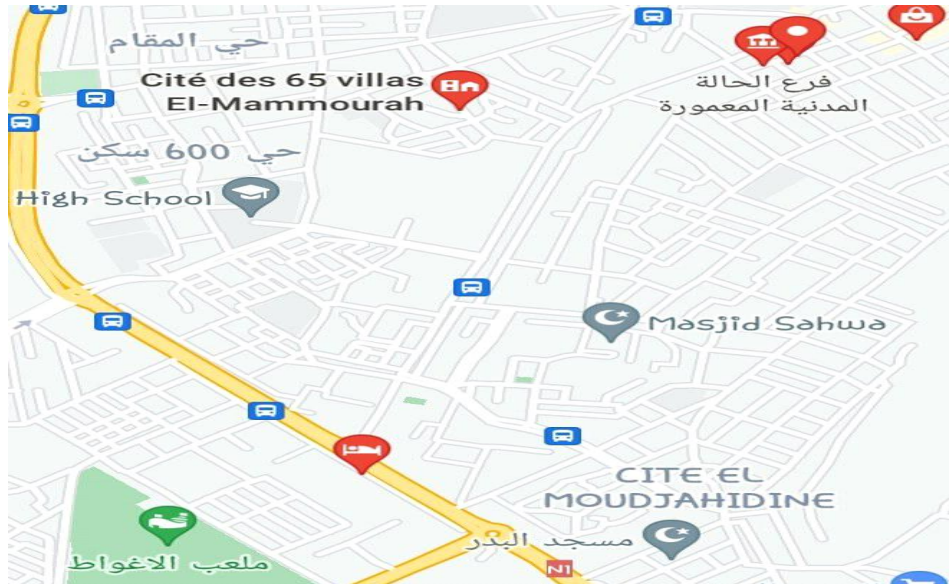 حي المقام
Cité des 65 villas
El-Mammourah
فرع الحالة
المدنية المعمورة
حي 600 سكن
High School
Masjid Sahwa
CITE EL
MOUDJAHIDINE
مسجد البدر
ملعب الاغواط
N1